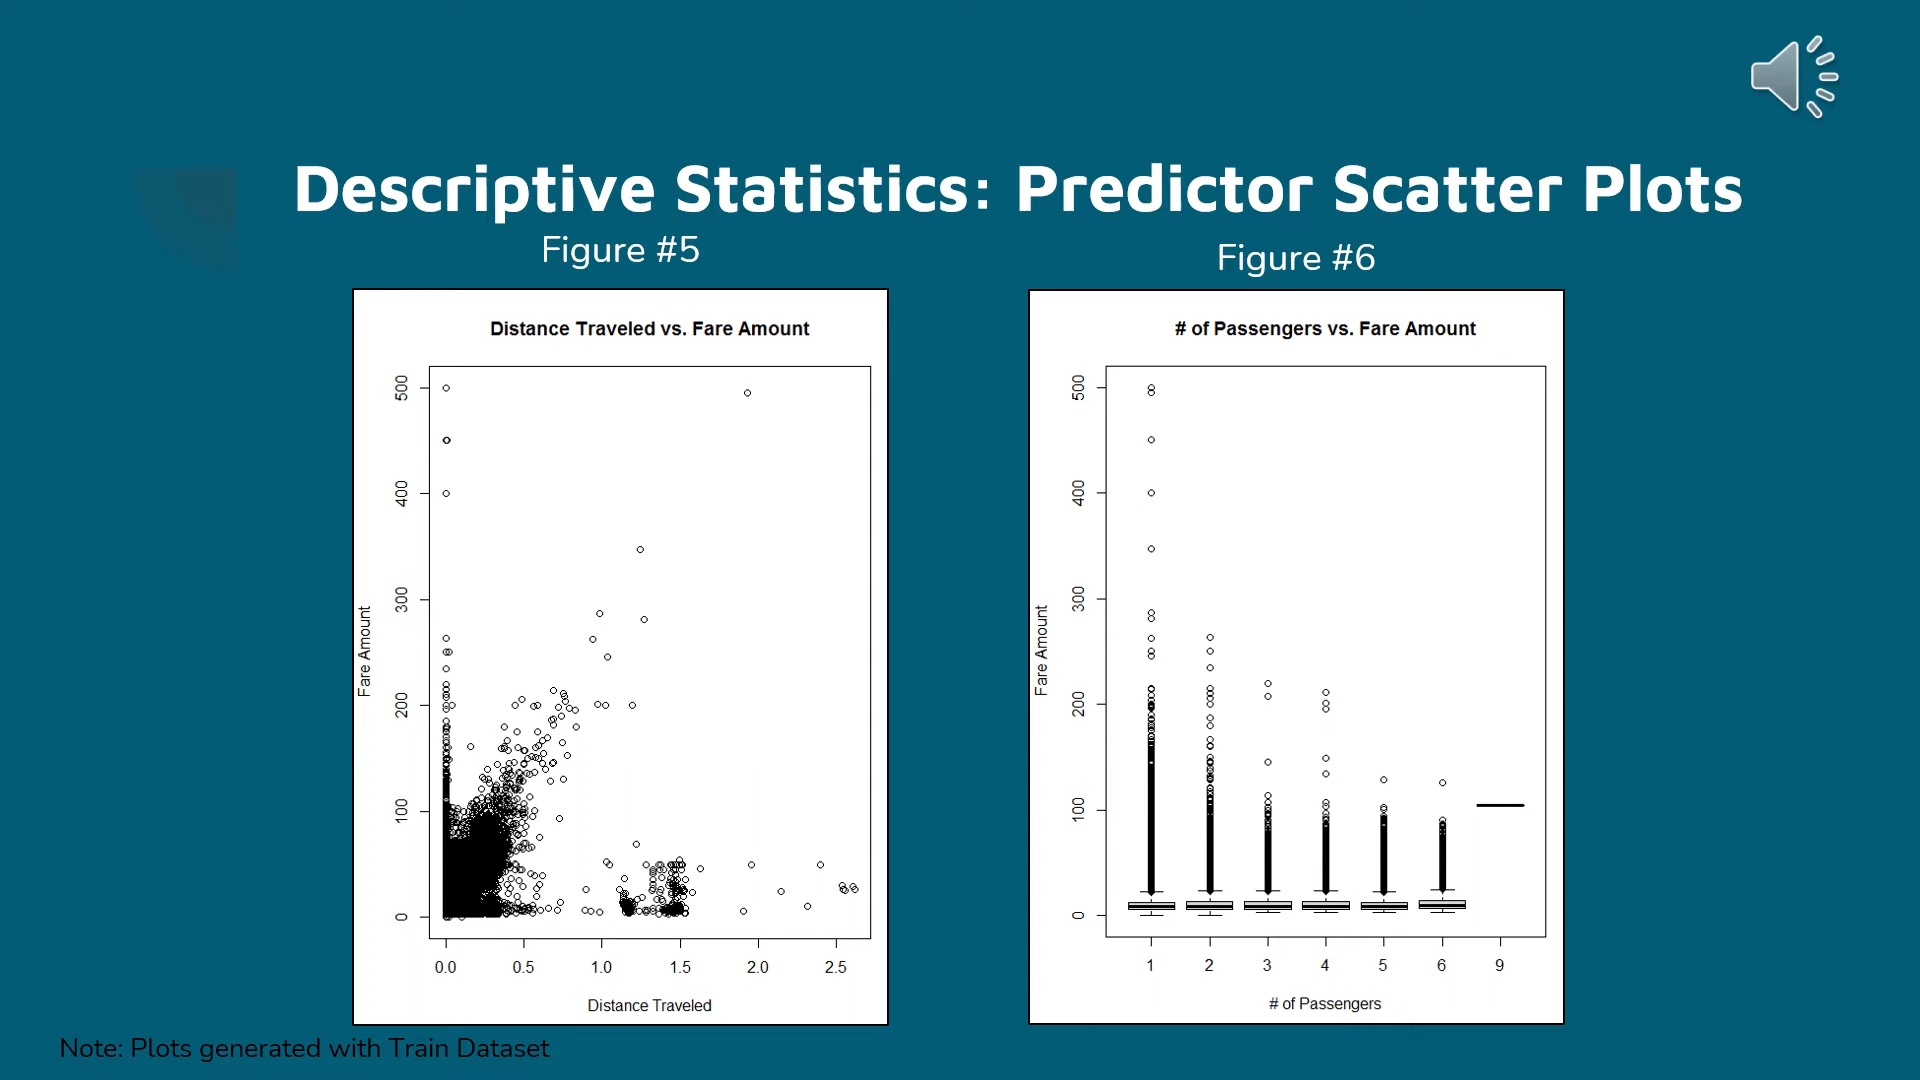 Descriptive Statistics: Predictor Scatter Plots
Figure #5
Figure #6
Distance Traveled vs. Fare Amount
500
400
300
200
100
0
Fare Amount
0.0 0.5 1.0 1.5 2.0 2.5
Distance Traveled
# of Passengers vs. Fare Amount
500
400
300
200
100
0
Fare Amount
1 2 3 4 5 6 9
# of Passengers
Note: Plots generated with Train Dataset